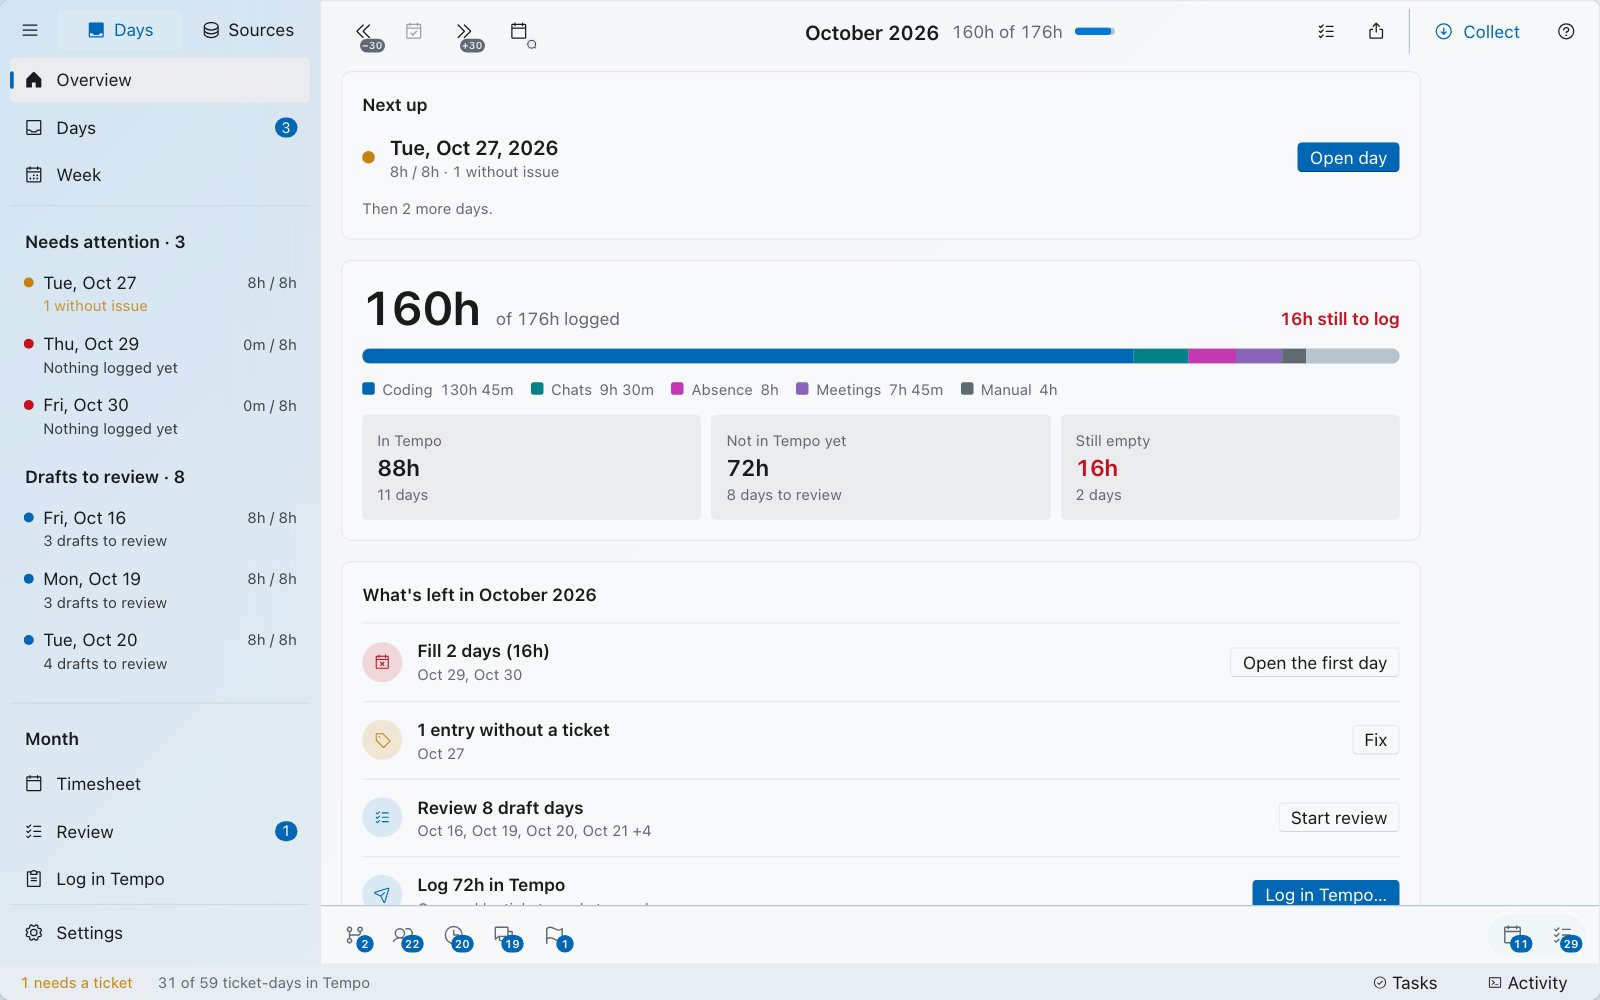 Days
Sources
Overview
Days 3
Week
Needs attention · 3
Tue, Oct 27 8h / 8h
1 without issue
Thu, Oct 29 0m / 8h
Nothing logged yet
Fri, Oct 30 0m / 8h
Nothing logged yet
Drafts to review · 8
Fri, Oct 16 8h / 8h
3 drafts to review
Mon, Oct 19 8h / 8h
3 drafts to review
Tue, Oct 20 8h / 8h
4 drafts to review
Month
Timesheet
Review 1
Log in Tempo
Settings
−30
+30
October 2026 160h of 176h
Collect
Next up
Tue, Oct 27, 2026
8h / 8h · 1 without issue
Open day
Then 2 more days.
160h of 176h logged
16h still to log
Coding 130h 45m Chats 9h 30m Absence 8h Meetings 7h 45m Manual 4h
In Tempo
88h
11 days
Not in Tempo yet
72h
8 days to review
Still empty
16h
2 days
What's left in October 2026
Fill 2 days (16h)
Oct 29, Oct 30
Open the first day
1 entry without a ticket
Oct 27
Fix
Review 8 draft days
Oct 16, Oct 19, Oct 20, Oct 21 +4
Start review
Log 72h in Tempo
Log in Tempo...
2 22 20 19 1
11 29
1 needs a ticket 31 of 59 ticket-days in Tempo
Tasks Activity